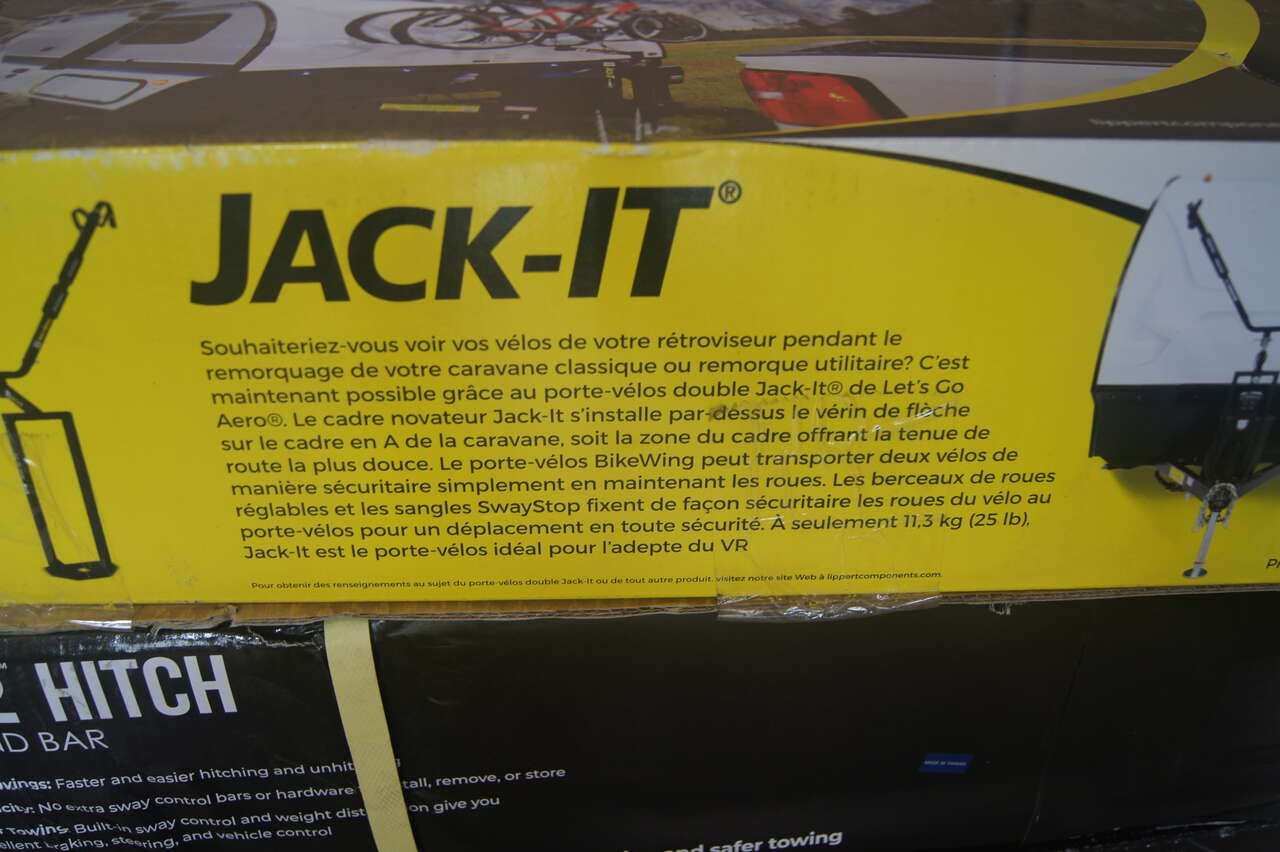 JACK-IT®
Souhaiteriez-vous voir vos vélos de votre rétroviseur pendant le
remorquage de votre caravane classique ou remorque utilitaire? C'est
maintenant possible grâce au porte-vélos double Jack-It® de Let's Go
Aero®. Le cadre novateur Jack-It s'installe par-dessus le vérin de flèche
sur le cadre en A de la caravane, soit la zone du cadre offrant la tenue de
route la plus douce. Le porte-vélos BikeWing peut transporter deux vélos de
manière sécuritaire simplement en maintenant les roues. Les berceaux de roues
réglables et les sangles SwayStop fixent de façon sécuritaire les roues du vélo au
porte-vélos pour un déplacement en toute sécurité. À seulement 11,3 kg (25 lb),
Jack-It est le porte-vélos idéal pour l'adepte du VR
Pour obtenir des renseignements au sujet du porte-vélos double Jack-It ou de tout autre produit, visitez notre site Web à lippertcomponents.com.
HITCH
BAR
Faster and easier hitching and
No extra sway control bars or hardware remove, or store
Built-in sway control and weight give you
steering, and vehicle control
and safer towing